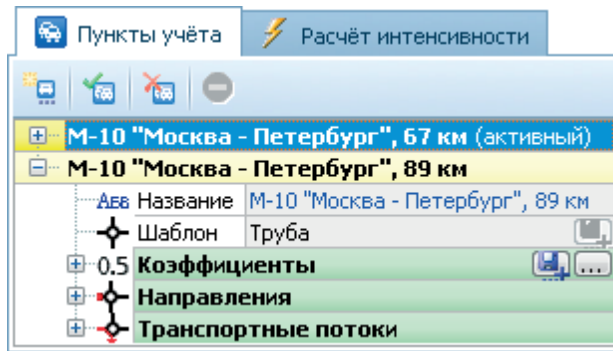 Пункты учёта
Расчёт интенсивности
М-10 "Москва - Петербург", 67 км (активный)
М-10 "Москва - Петербург", 89 км
АБВ Название М-10 "Москва - Петербург", 89 км
Шаблон Труба
0.5 Коэффициенты ...
Направления
Транспортные потоки